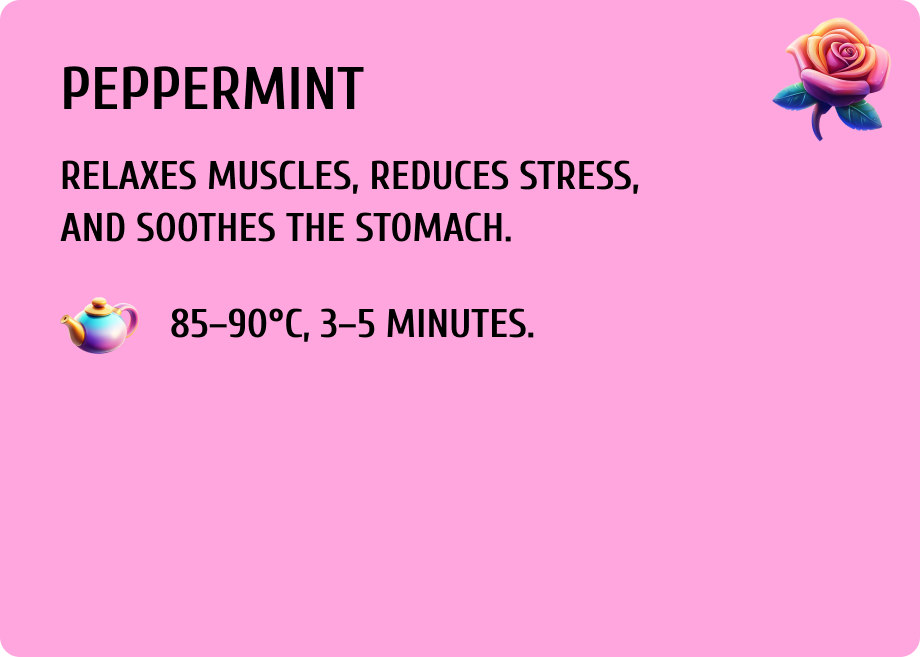 PEPPERMINT
RELAXES MUSCLES, REDUCES STRESS,
AND SOOTHES THE STOMACH.
85–90°C, 3–5 MINUTES.